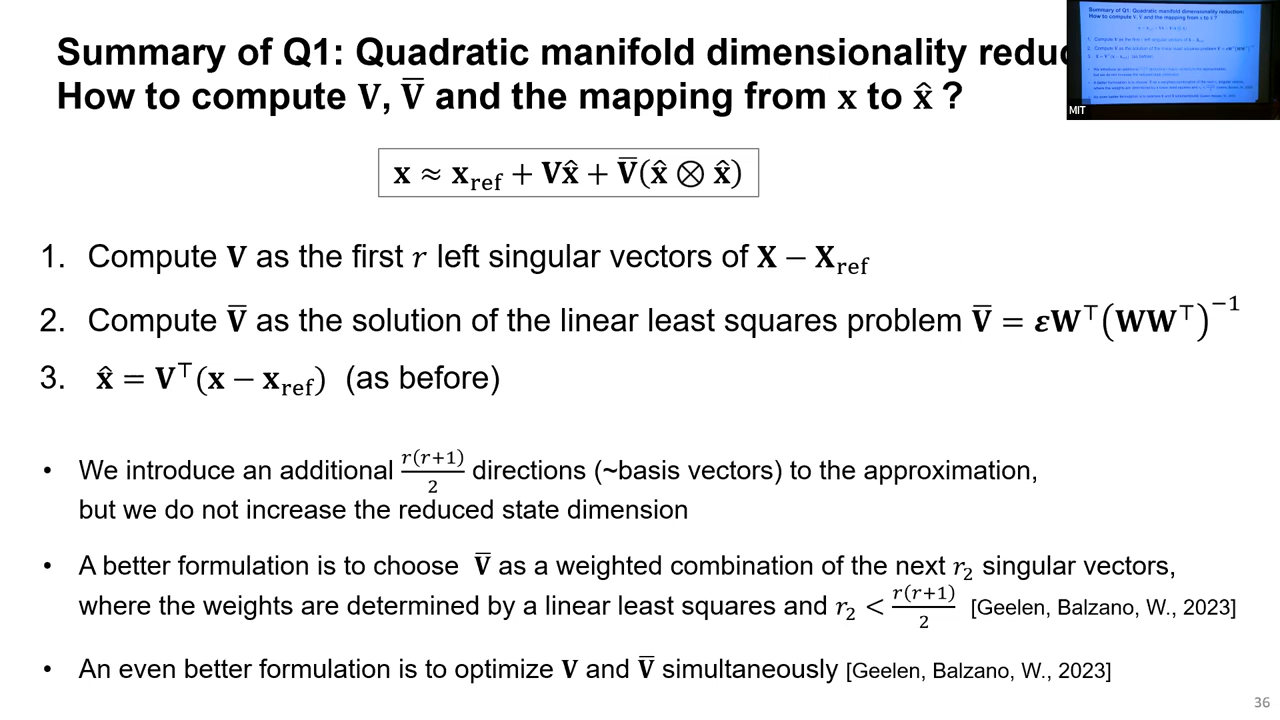 Summary of Q1: Quadratic manifold dimensionality
How to compute V, V̅ and the mapping from x to x̂ ?
MIT
x ≈ x_ref + Vx̂ + V̅(x̂ ⊗ x̂)
1. Compute V as the first r left singular vectors of X − X_ref
2. Compute V̅ as the solution of the linear least squares problem V̅ = εW^⊤(WW^⊤)^−1
3. x̂ = V^⊤(x − x_ref) (as before)
• We introduce an additional r(r+1)/2 directions (~basis vectors) to the approximation,
but we do not increase the reduced state dimension
• A better formulation is to choose V̅ as a weighted combination of the next r₂ singular vectors,
where the weights are determined by a linear least squares and r₂ < r(r+1)/2 [Geelen, Balzano, W., 2023]
• An even better formulation is to optimize V and V̅ simultaneously [Geelen, Balzano, W., 2023]
36